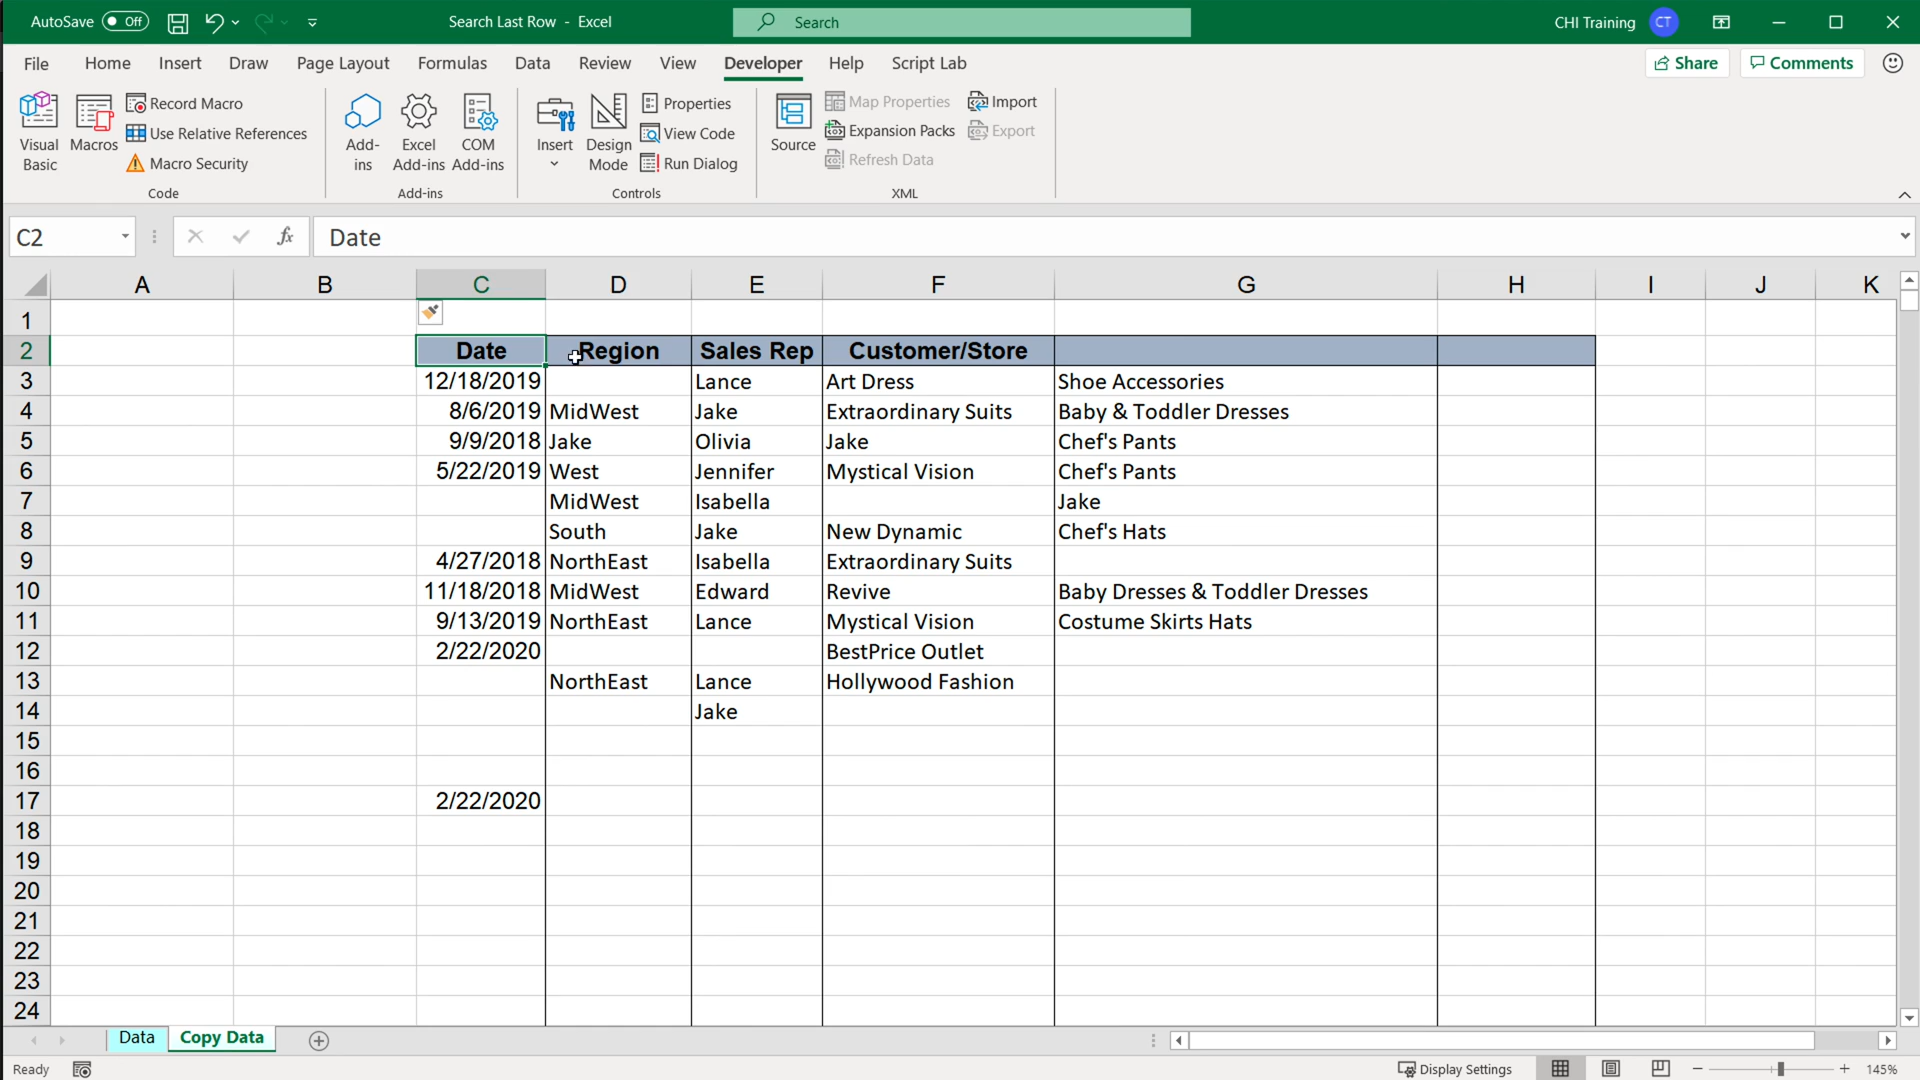 AutoSave Off Search Last Row - Excel Search CHI Training CT
File Home Insert Draw Page Layout Formulas Data Review View Developer Help Script Lab Share Comments
Visual Basic
Macros
Record Macro
Use Relative References
Macro Security
Code
Add-ins
Excel Add-ins
COM Add-ins
Add-ins
Insert
Design Mode
Properties
View Code
Run Dialog
Controls
Source
Map Properties
Expansion Packs
Refresh Data
Import
Export
XML
C2 fx Date
A B C D E F G H I J K
1
2 Date Region Sales Rep Customer/Store
3 12/18/2019 Lance Art Dress Shoe Accessories
4 8/6/2019 MidWest Jake Extraordinary Suits Baby & Toddler Dresses
5 9/9/2018 Jake Olivia Jake Chef's Pants
6 5/22/2019 West Jennifer Mystical Vision Chef's Pants
7 MidWest Isabella Jake
8 South Jake New Dynamic Chef's Hats
9 4/27/2018 NorthEast Isabella Extraordinary Suits
10 11/18/2018 MidWest Edward Revive Baby Dresses & Toddler Dresses
11 9/13/2019 NorthEast Lance Mystical Vision Costume Skirts Hats
12 2/22/2020 BestPrice Outlet
13 NorthEast Lance Hollywood Fashion
14 Jake
15
16
17 2/22/2020
18
19
20
21
22
23
24
Data Copy Data
Ready Display Settings 145%